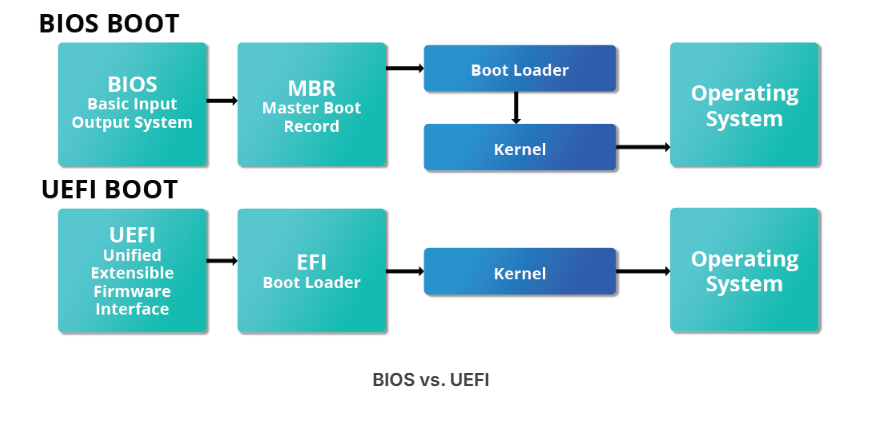 BIOS BOOT
BIOS
Basic Input
Output System
MBR
Master Boot
Record
Boot Loader
Kernel
Operating
System
UEFI BOOT
UEFI
Unified
Extensible
Firmware
Interface
EFI
Boot Loader
Kernel
Operating
System
BIOS vs. UEFI